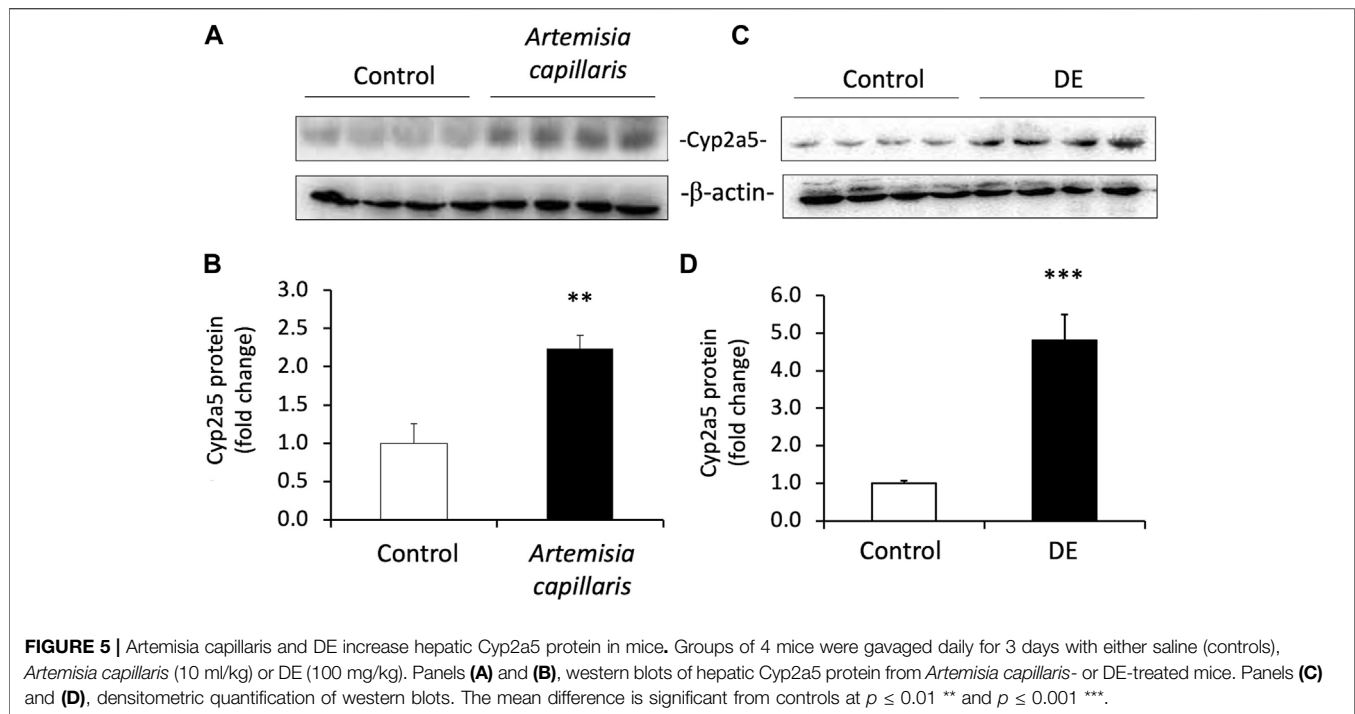 A
Control
Artemisia
capillaris
C
Control
DE
-Cyp2a5-
-β-actin-
B
Cyp2a5 protein
(fold change)
3.0
2.5
2.0
1.5
1.0
0.5
0.0
**
Control
Artemisia
capillaris
D
Cyp2a5 protein
(fold change)
6.0
5.0
4.0
3.0
2.0
1.0
0.0
***
Control
DE
FIGURE 5 | Artemisia capillaris and DE increase hepatic Cyp2a5 protein in mice. Groups of 4 mice were gavaged daily for 3 days with either saline (controls),
Artemisia capillaris (10 ml/kg) or DE (100 mg/kg). Panels (A) and (B), western blots of hepatic Cyp2a5 protein from Artemisia capillaris- or DE-treated mice. Panels (C)
and (D), densitometric quantification of western blots. The mean difference is significant from controls at p ≤ 0.01 ** and p ≤ 0.001 ***.